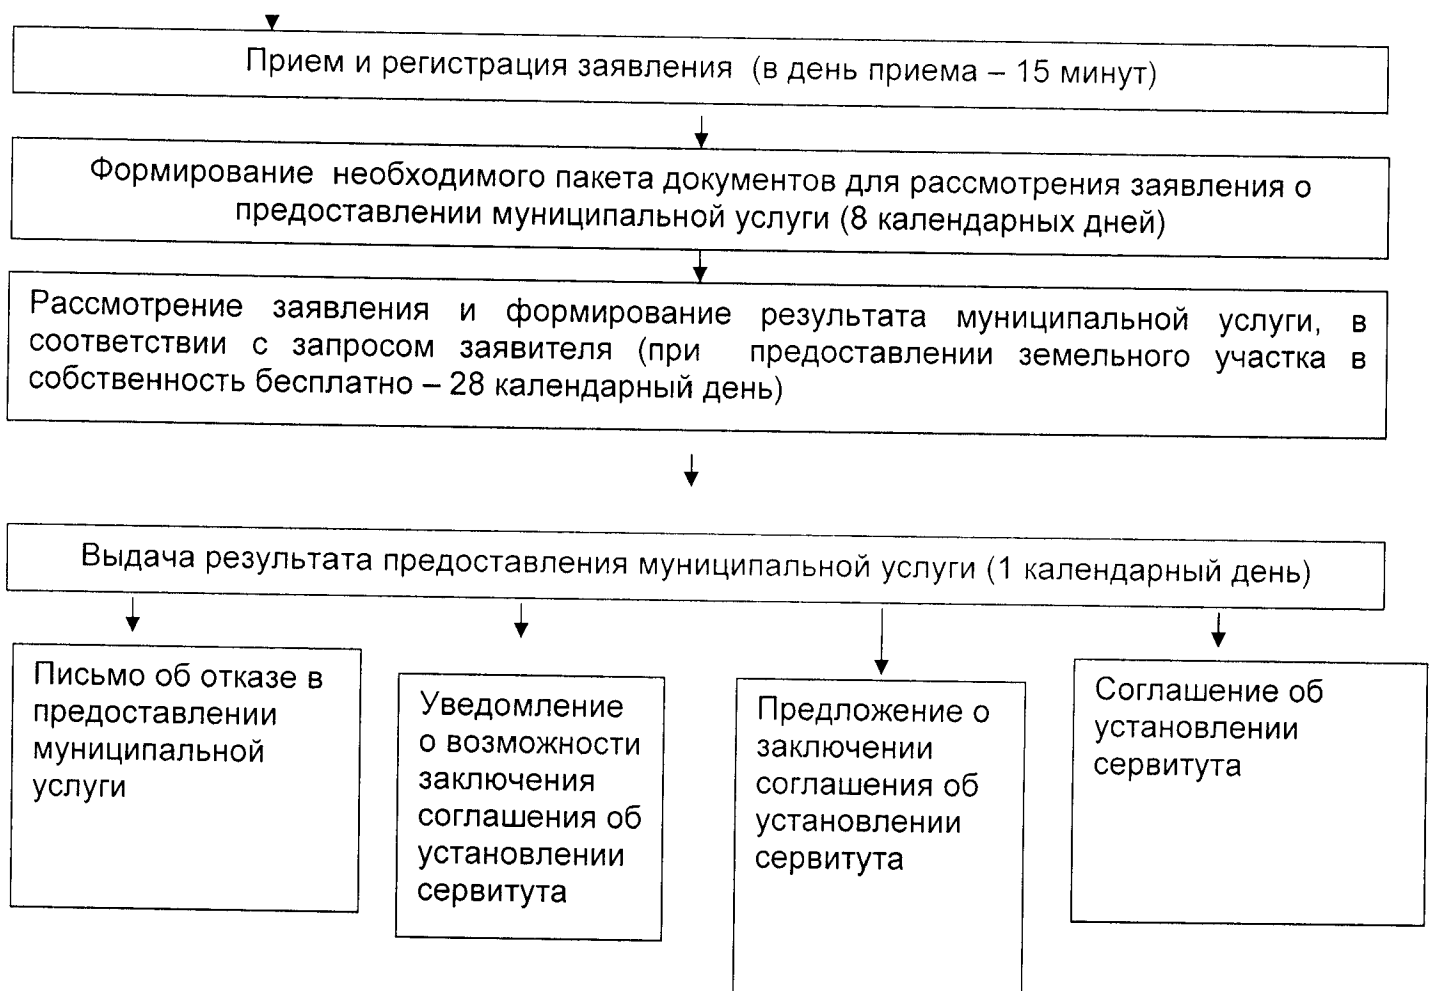 Прием и регистрация заявления (в день приема – 15 минут)
Формирование необходимого пакета документов для рассмотрения заявления о
предоставлении муниципальной услуги (8 календарных дней)
Рассмотрение заявления и формирование результата муниципальной услуги, в
соответствии с запросом заявителя (при предоставлении земельного участка в
собственность бесплатно – 28 календарный день)
Выдача результата предоставления муниципальной услуги (1 календарный день)
Письмо об отказе в
предоставлении
муниципальной
услуги
Уведомление
о возможности
заключения
соглашения об
установлении
сервитута
Предложение о
заключении
соглашения об
установлении
сервитута
Соглашение об
установлении
сервитута